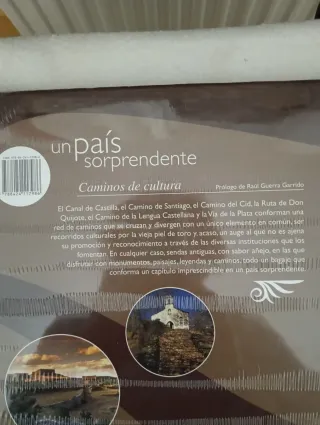 un país
sorprendente
Caminos de cultura
Prólogo de Raúl Guerra Garrido
El Canal de Castilla, el Camino de Santiago, el Camino del Cid, la Ruta de Don
Quijote, el Camino de la Lengua Castellana y la Vía de la Plata conforman una
red de caminos que se cruzan y divergen con un único elemento en común, ser
recorridos culturales por la vieja piel de toro y, acaso, un auge al que no es ajena
su promoción y reconocimiento a través de las diversas instituciones que los
fomentan. En cualquier caso, sendas antiguas, con sabor añejo, en las que
disfrutar con monumentos, paisajes, leyendas y caminos, todo un bagaje que
conforma un capítulo imprescindible en un país sorprendente.